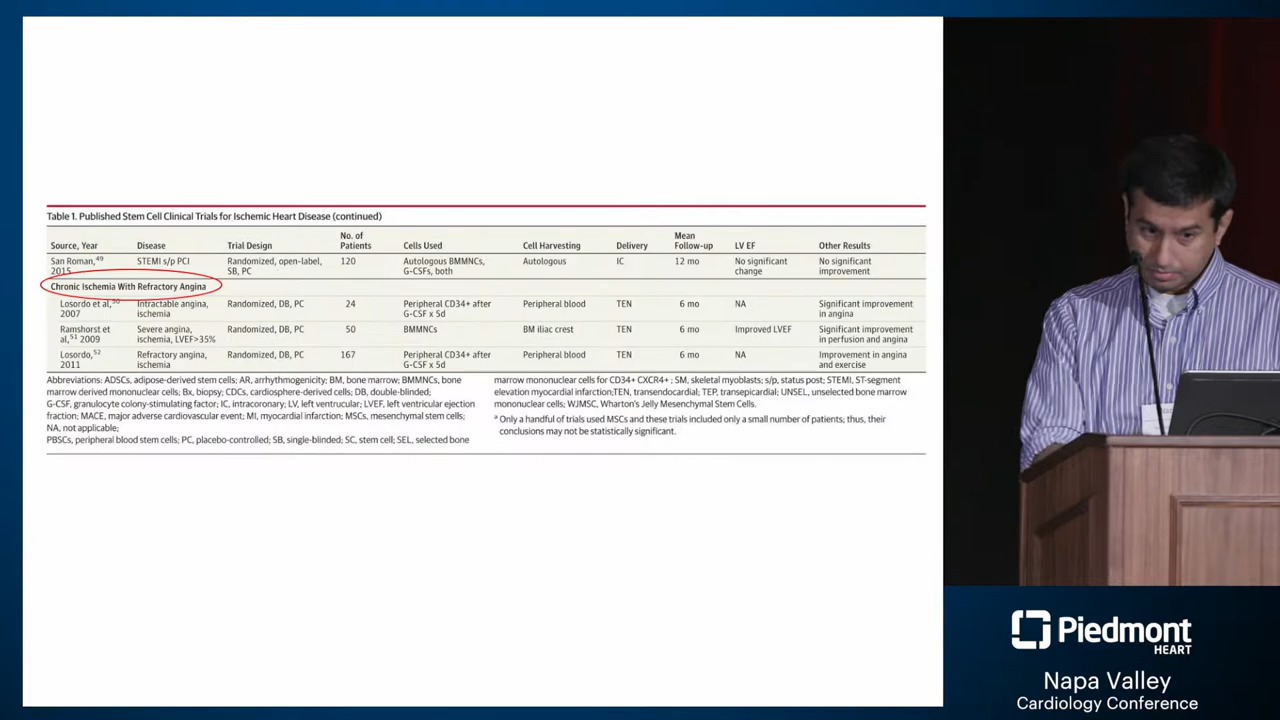 Table 1. Published Stem Cell Clinical Trials for Ischemic Heart Disease (continued)
Source, Year Disease Trial Design No. of Patients Cells Used Cell Harvesting Delivery Mean Follow-up LV EF Other Results
San Roman,49 2015 STEMI s/p PCI Randomized, open-label, SB, PC 120 Autologous BMMNCs, G-CSFs, both Autologous IC 12 mo No significant change No significant improvement
Chronic Ischemia With Refractory Angina
Losordo et al,50 2007 Intractable angina, ischemia Randomized, DB, PC 24 Peripheral CD34+ after G-CSF x 5d Peripheral blood TEN 6 mo NA Significant improvement in angina
Ramshorst et al,51 2009 Severe angina, ischemia, LVEF>35% Randomized, DB, PC 50 BMMNCs BM iliac crest TEN 6 mo Improved LVEF Significant improvement in perfusion and angina
Losordo,52 2011 Refractory angina, ischemia Randomized, DB, PC 167 Peripheral CD34+ after G-CSF x 5d Peripheral blood TEN 6 mo NA Improvement in angina and exercise
Abbreviations: ADSCs, adipose-derived stem cells; AR, arrhythmogenicity; BM, bone marrow; BMMNCs, bone
marrow derived mononuclear cells; Bx, biopsy; CDCs, cardiosphere-derived cells; DB, double-blinded;
G-CSF, granulocyte colony-stimulating factor; IC, intracoronary; LV, left ventrucular; LVEF, left ventricular ejection
fraction; MACE, major adverse cardiovascular event; MI, myocardial infarction; MSCs, mesenchymal stem cells;
NA, not applicable;
PBSCs, peripheral blood stem cells; PC, placebo-controlled; SB, single-blinded; SC, stem cell; SEL, selected bone
marrow mononuclear cells for CD34+ CXCR4+ ; SM, skeletal myoblasts; s/p, status post; STEMI, ST-segment
elevation myocardial infarction;TEN, transendocardial; TEP, transepicardial; UNSEL, unselected bone marrow
mononuclear cells; WJMSC, Wharton's Jelly Mesenchymal Stem Cells.
a Only a handful of trials used MSCs and these trials included only a small number of patients; thus, their
conclusions may not be statistically significant.
Piedmont
HEART
Napa Valley
Cardiology Conference